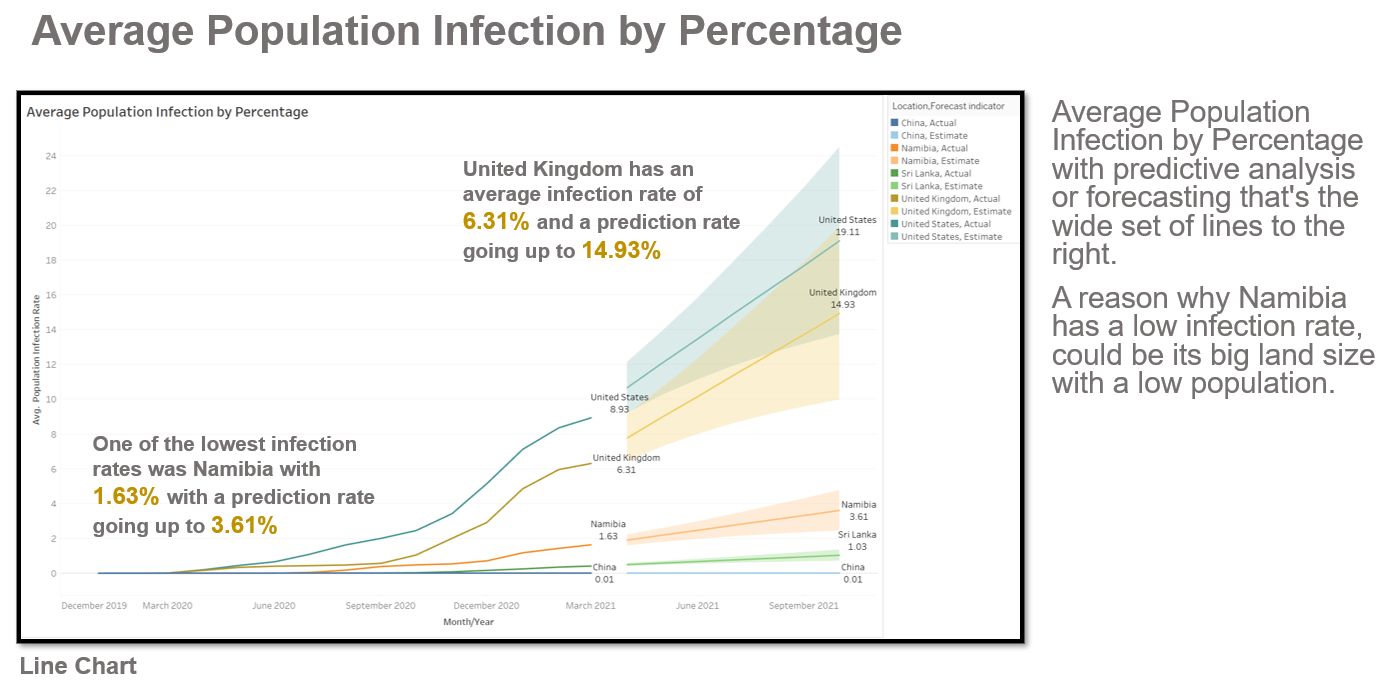 Average Population Infection by Percentage
Average Population Infection by Percentage
Location,Forecast indicator
China, Actual
China, Estimate
Namibia, Actual
Namibia, Estimate
Sri Lanka, Actual
Sri Lanka, Estimate
United Kingdom, Actual
United Kingdom, Estimate
United States, Actual
United States, Estimate
United Kingdom has an
average infection rate of
6.31% and a prediction rate
going up to 14.93%
One of the lowest infection
rates was Namibia with
1.63% with a prediction rate
going up to 3.61%
Avg. Population Infection Rate
24
22
20
18
16
14
12
10
8
6
4
2
0
United States
19.11
United Kingdom
14.93
United States
8.93
United Kingdom
6.31
Namibia
1.63
Namibia
3.61
Sri Lanka
1.03
China
0.01
China
0.01
December 2019
March 2020
June 2020
September 2020
December 2020
March 2021
June 2021
September 2021
Month/Year
Line Chart
Average Population
Infection by Percentage
with predictive analysis
or forecasting that's the
wide set of lines to the
right.
A reason why Namibia
has a low infection rate,
could be its big land size
with a low population.